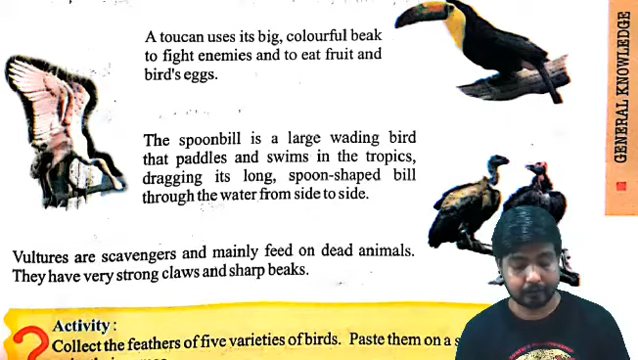 A toucan uses its big, colourful beak
to fight enemies and to eat fruit and
bird's eggs.
The spoonbill is a large wading bird
that paddles and swims in the tropics,
dragging its long, spoon-shaped bill
through the water from side to side.
Vultures are scavengers and mainly feed on dead animals.
They have very strong claws and sharp beaks.
Activity :
Collect the feathers of five varieties of birds. Paste them on a
GENERAL KNOWLEDGE